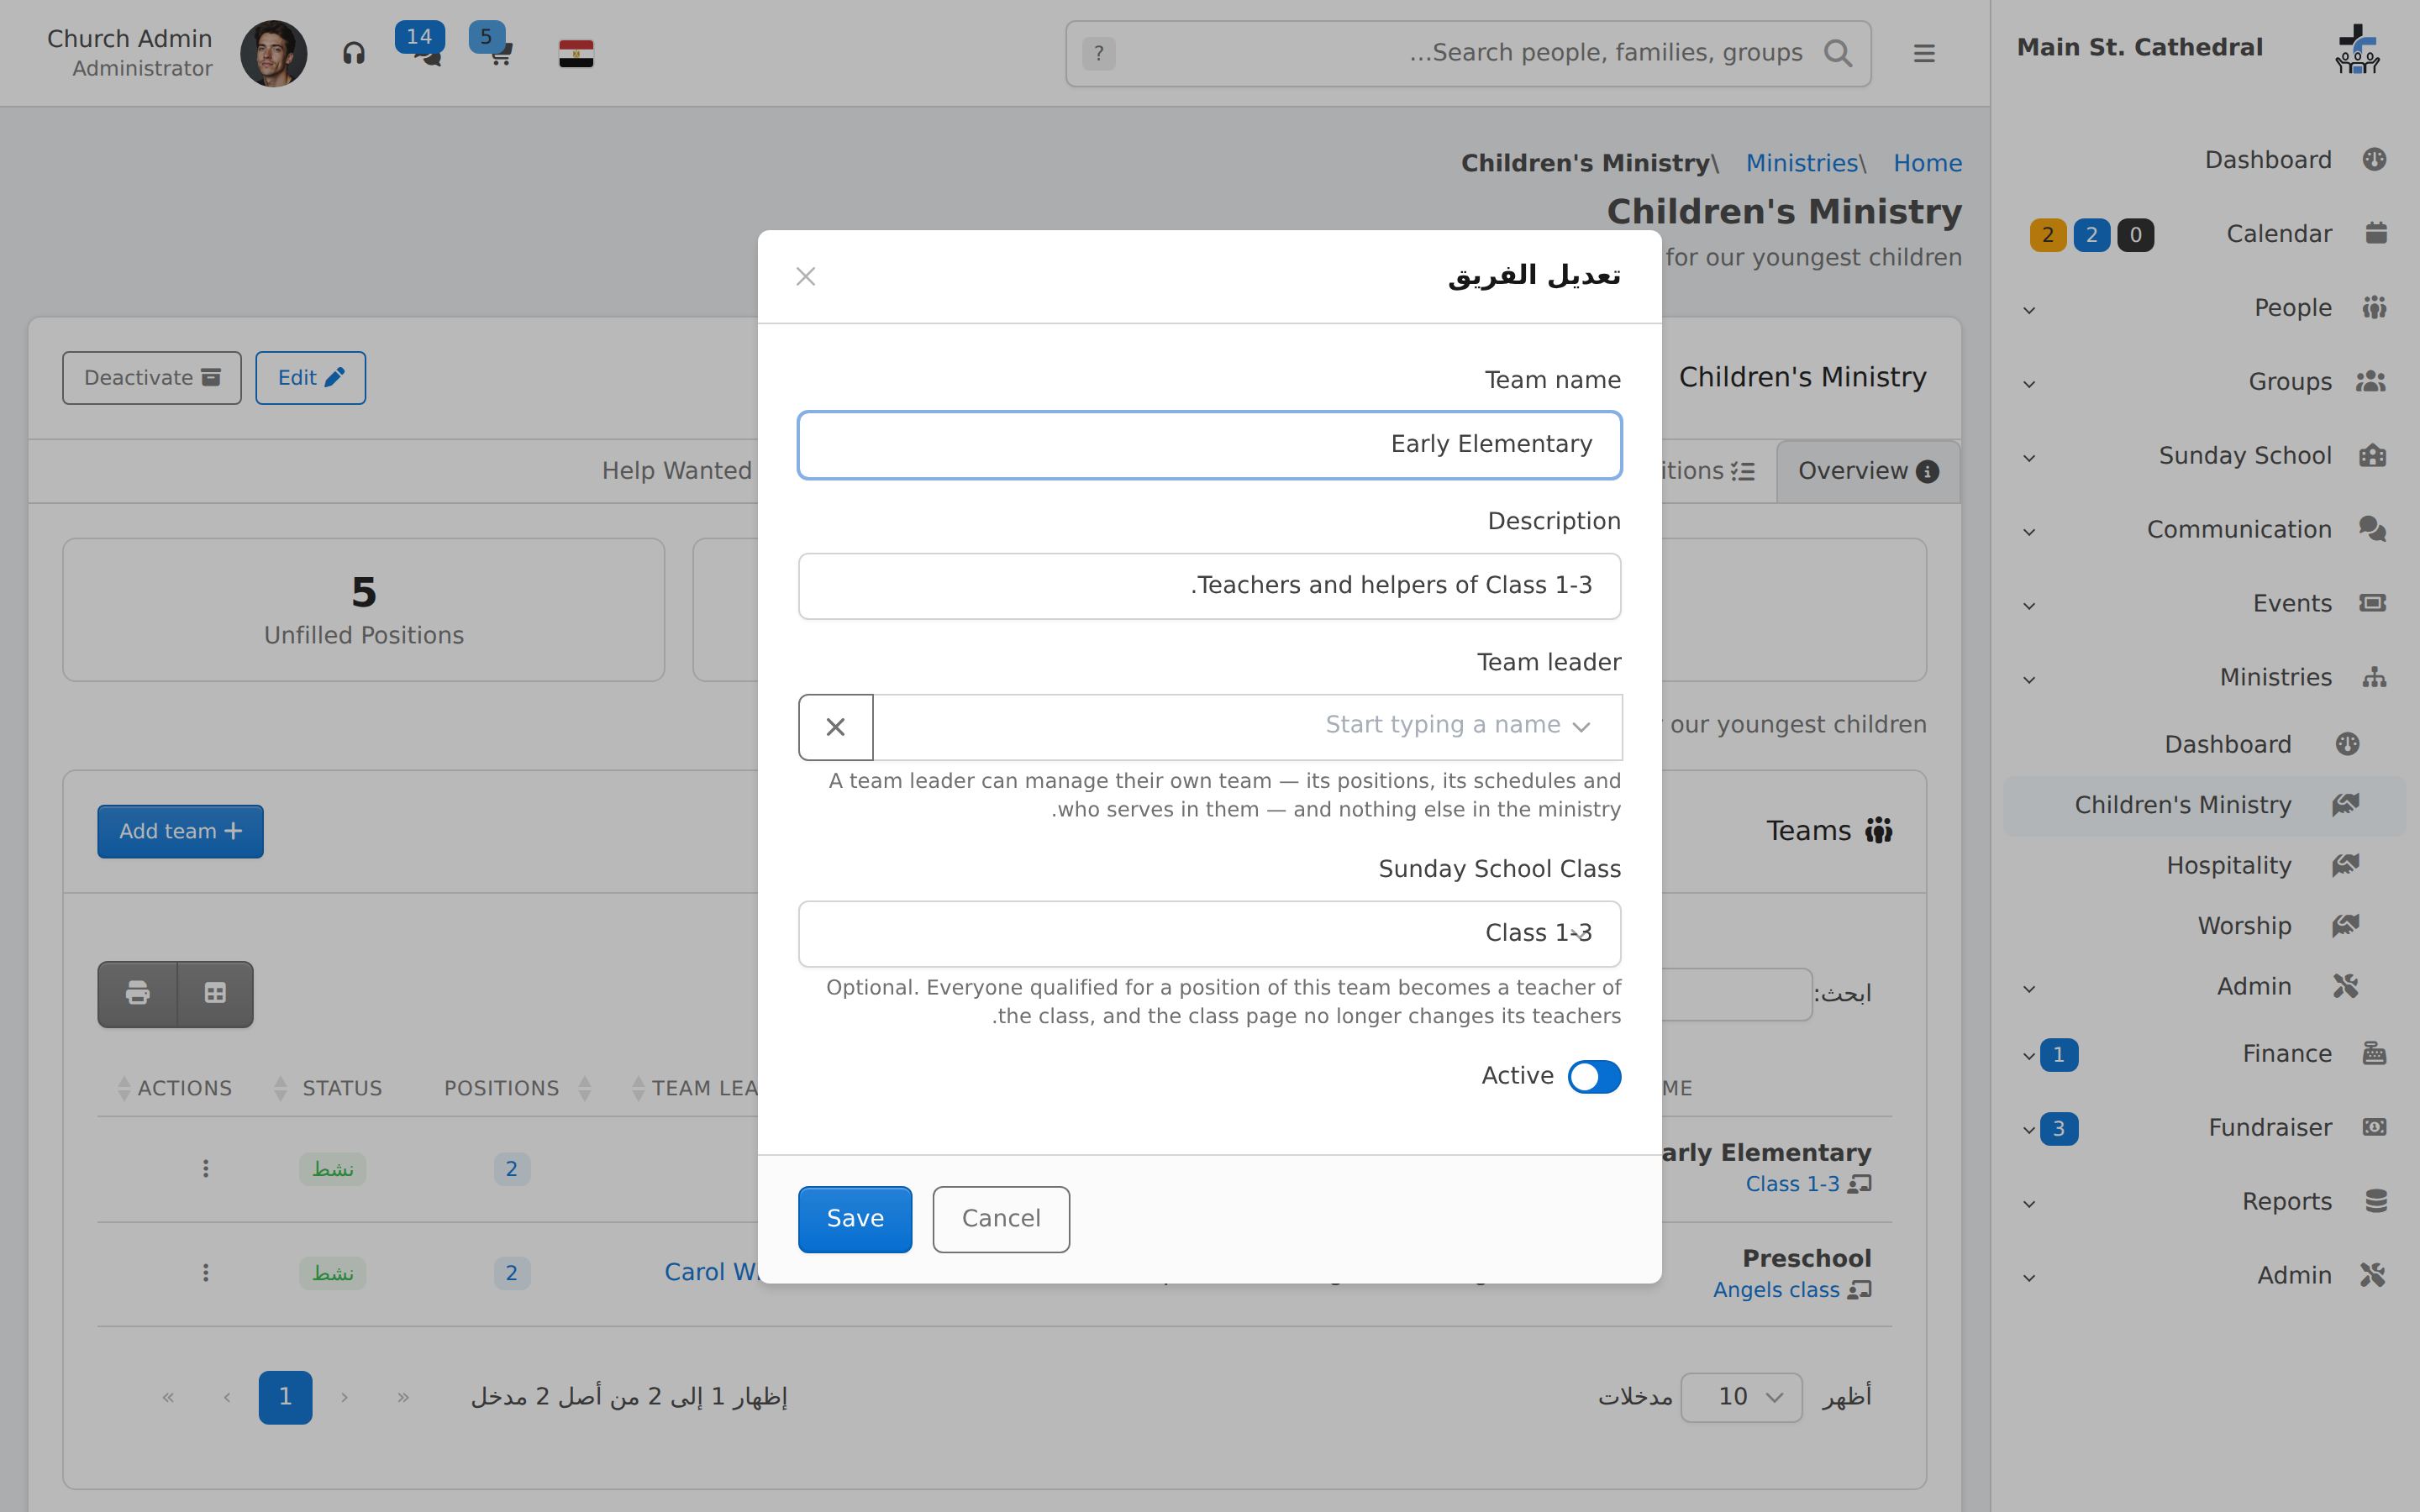 Main St. Cathedral
Search people, families, groups...
?
5
14
Church Admin
Administrator
Dashboard
Calendar
0
2
2
People
Groups
Sunday School
Communication
Events
Ministries
Dashboard
Children's Ministry
Hospitality
Worship
Admin
Finance
1
Fundraiser
3
Reports
Admin
Home
\ Ministries
\ Children's Ministry
Children's Ministry
for our youngest children
Children's Ministry
Edit
Deactivate
Overview
itions
Help Wanted
5
Unfilled Positions
our youngest children
Teams
Add team
ابحث:
ME
TEAM LEA
POSITIONS
STATUS
ACTIONS
arly Elementary
Class 1-3
2
نشط
Preschool
Angels class
Carol W
2
نشط
أظهر 10 مدخلات
إظهار 1 إلى 2 من أصل 2 مدخل
» › 1 ‹ «
تعديل الفريق
Team name
Early Elementary
Description
Teachers and helpers of Class 1-3.
Team leader
Start typing a name
A team leader can manage their own team — its positions, its schedules and
who serves in them — and nothing else in the ministry.
Sunday School Class
Class 1-3
Optional. Everyone qualified for a position of this team becomes a teacher of
the class, and the class page no longer changes its teachers.
Active
Cancel
Save